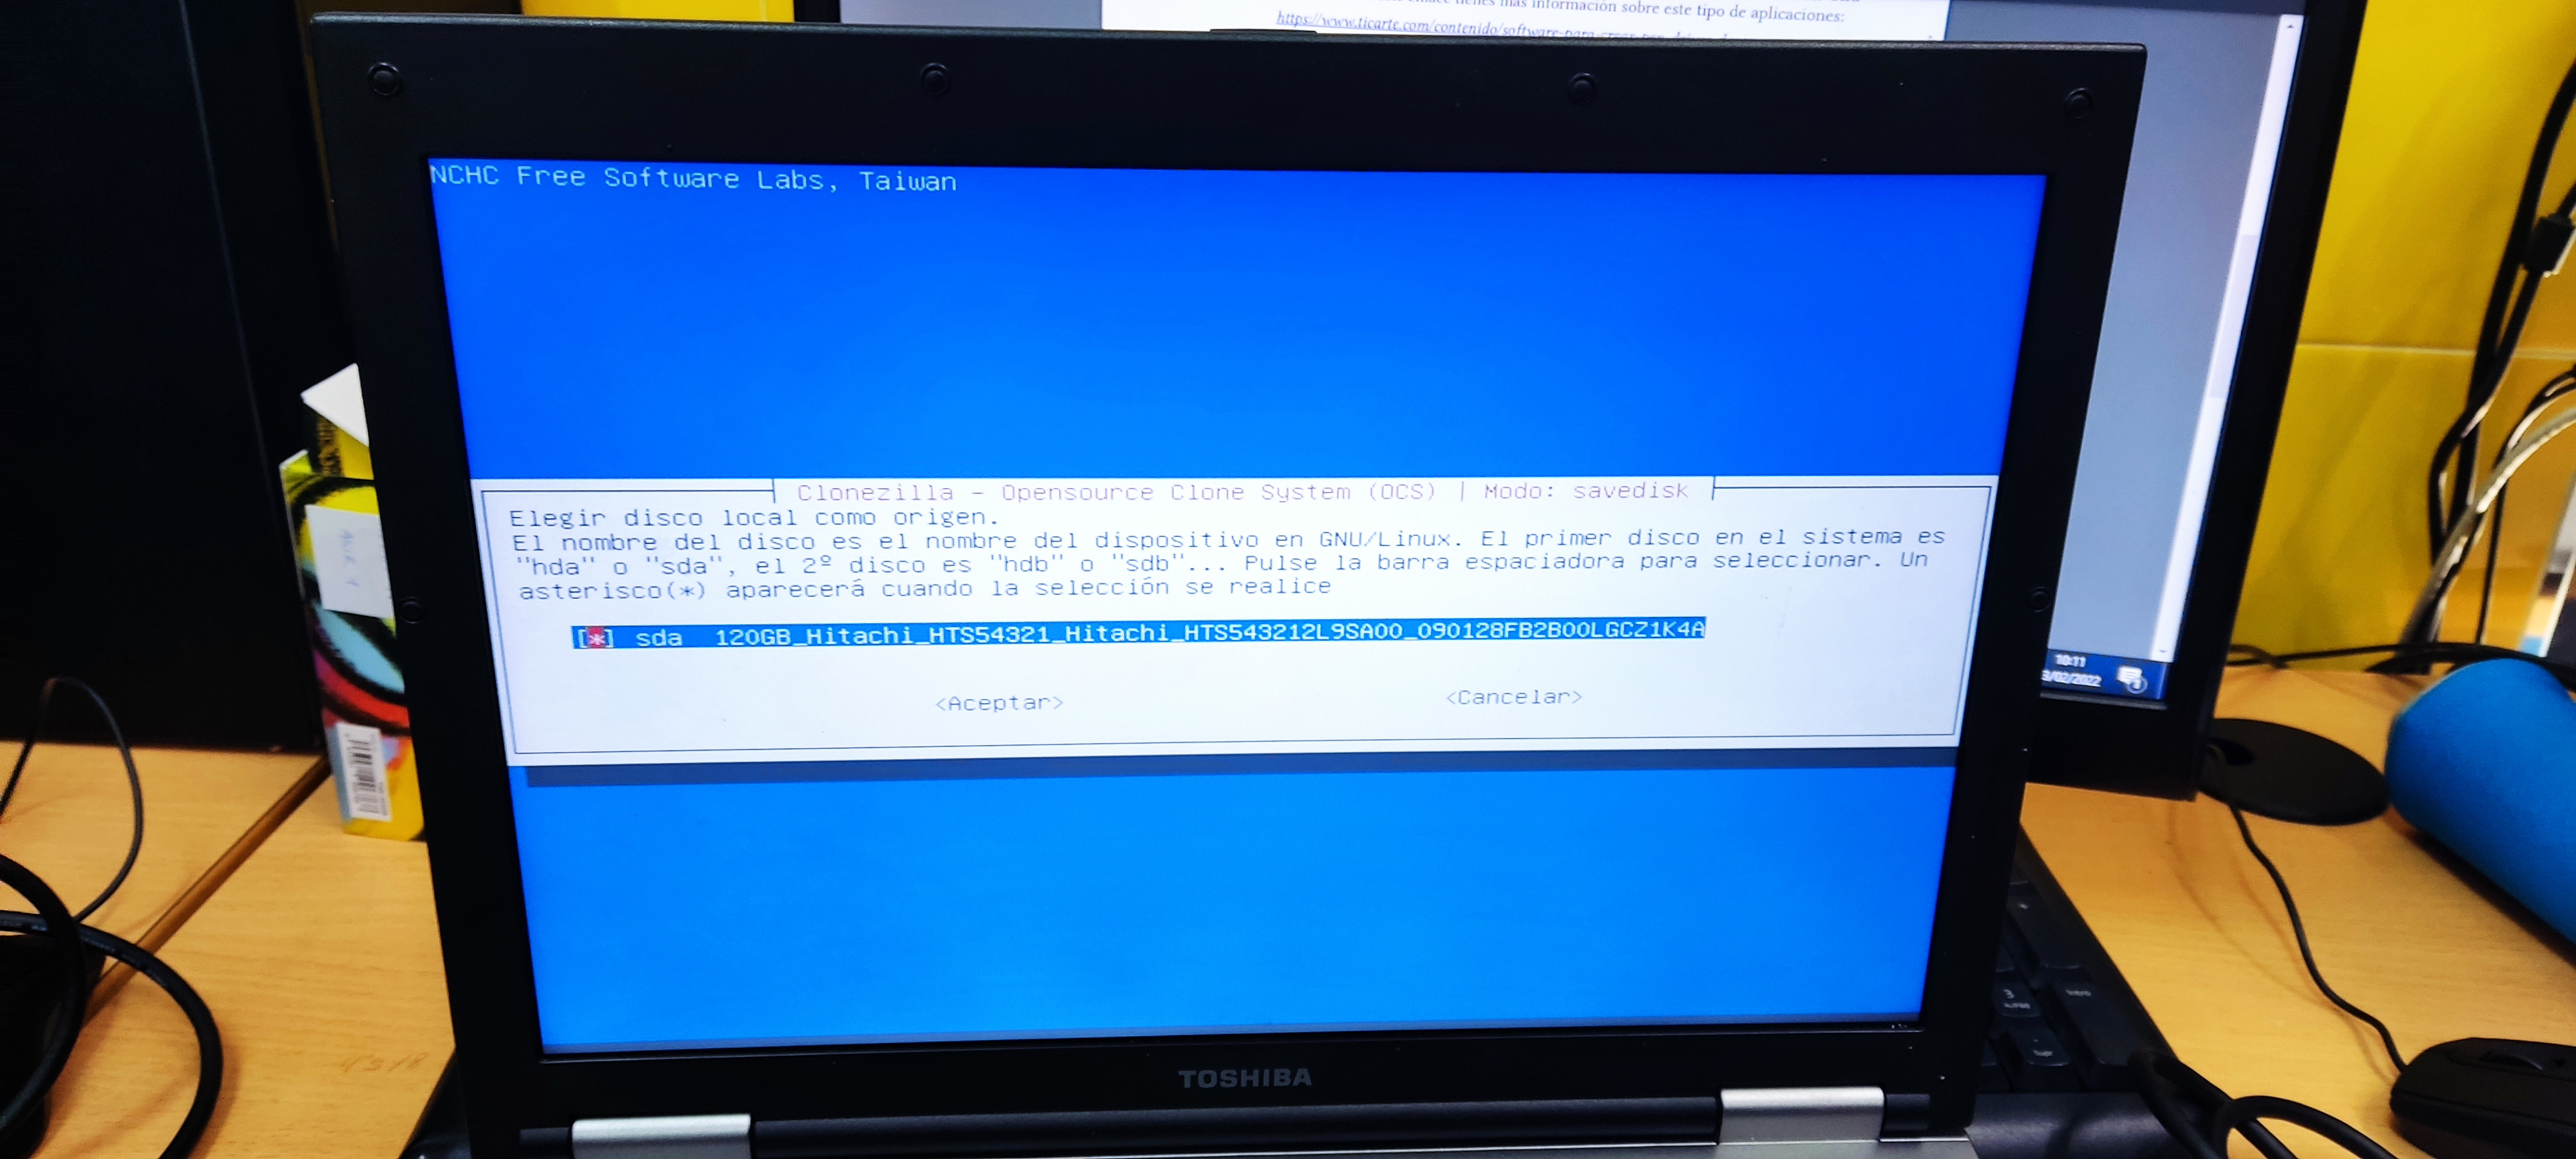 tienes más información sobre este tipo de aplicaciones:
https://www.ticarte.com/contenido/software-para-crear-
NCHC Free Software Labs, Taiwan
Clonezilla - Opensource Clone System (OCS) | Modo: savedisk
Elegir disco local como origen.
El nombre del disco es el nombre del dispositivo en GNU/Linux. El primer disco en el sistema es
"hda" o "sda", el 2º disco es "hdb" o "sdb"... Pulse la barra espaciadora para seleccionar. Un
asterisco(*) aparecerá cuando la selección se realice
[*] sda 120GB_Hitachi_HTS54321_Hitachi_HTS543212L9SA00_090128FB2B00LGCZ1K4A
<Aceptar> <Cancelar>
10:11
3/02/2022
TOSHIBA
3
Intro